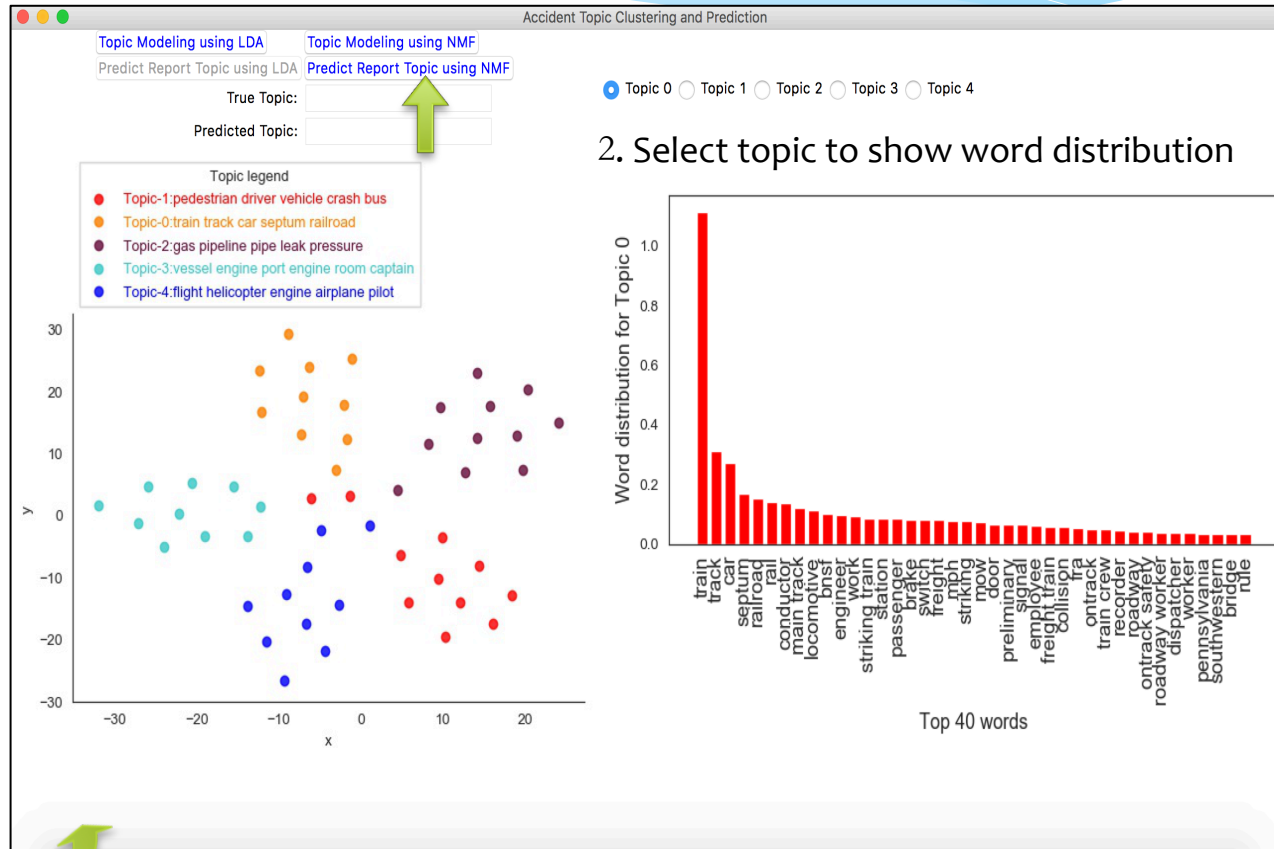 Accident Topic Clustering and Prediction
Topic Modeling using LDA
Topic Modeling using NMF
Predict Report Topic using LDA
Predict Report Topic using NMF
True Topic:
Predicted Topic:
Topic 0
Topic 1
Topic 2
Topic 3
Topic 4
2. Select topic to show word distribution
Topic legend
Topic-1:pedestrian driver vehicle crash bus
Topic-0:train track car septum railroad
Topic-2:gas pipeline pipe leak pressure
Topic-3:vessel engine port engine room captain
Topic-4:flight helicopter engine airplane pilot
30
20
10
0
−10
−20
−30
y
−30
−20
−10
0
10
20
x
Word distribution for Topic 0
1.0
0.8
0.6
0.4
0.2
0.0
train
track
car
septum
railroad
rail
conductor
main track
locomotive
bnsf
engineery
work
striking train
station
passenger
brake
switch
freight
mph
striking
mow
door
preliminary
signal
employee
freight train
collision
fra
ontrack
train crew
recorder
roadway
ontrack safety
roadway worker
dispatcher
worker
pennsylvania
southwestern
bridge
rule
Top 40 words